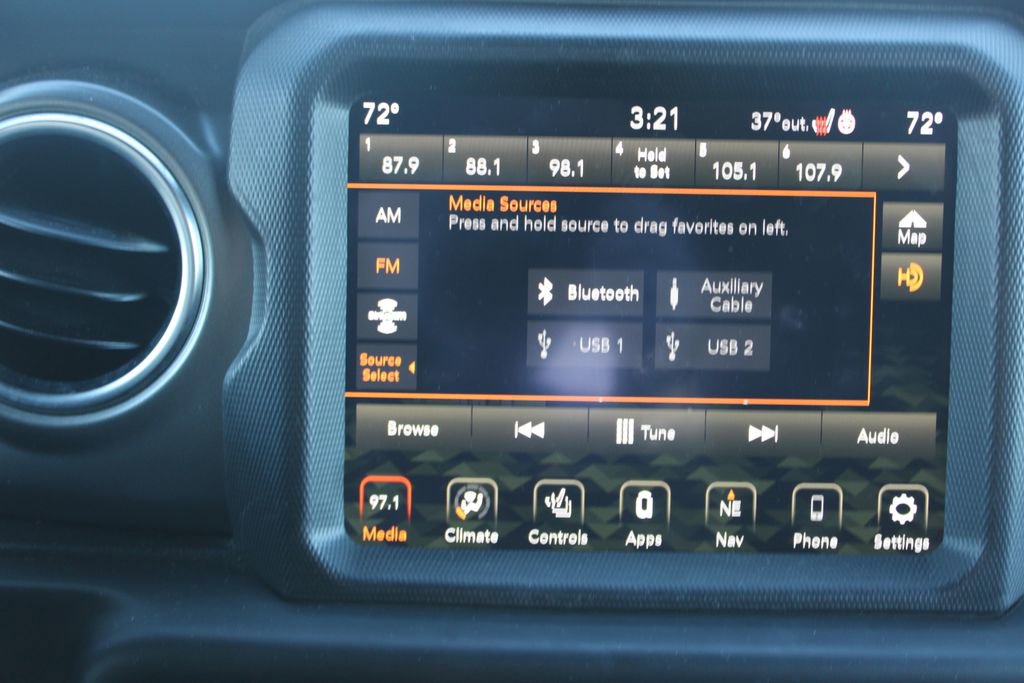 72° 3:21 37°out. 72°
1 87.9 2 88.1 3 98.1 4 Hold to Set 5 105.1 6 107.9
Media Sources
Press and hold source to drag favorites on left.
AM
FM
Source
Select
Bluetooth
Auxiliary
Cable
USB 1
USB 2
Map
HD
Browse Tune Audio
97.1 NE
Media Climate Controls Apps Nav Phone Settings